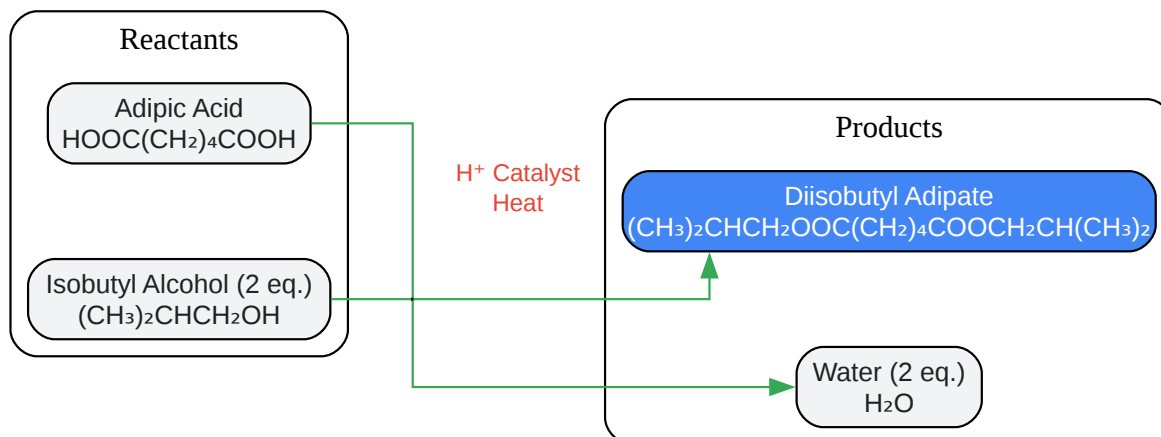 Reactants
Adipic Acid
HOOC(CH₂)₄COOH
Isobutyl Alcohol (2 eq.)
(CH₃)₂CHCH₂OH
H⁺ Catalyst
Heat
Products
Diisobutyl Adipate
(CH₃)₂CHCH₂OOC(CH₂)₄COOCH₂CH(CH₃)₂
Water (2 eq.)
H₂O